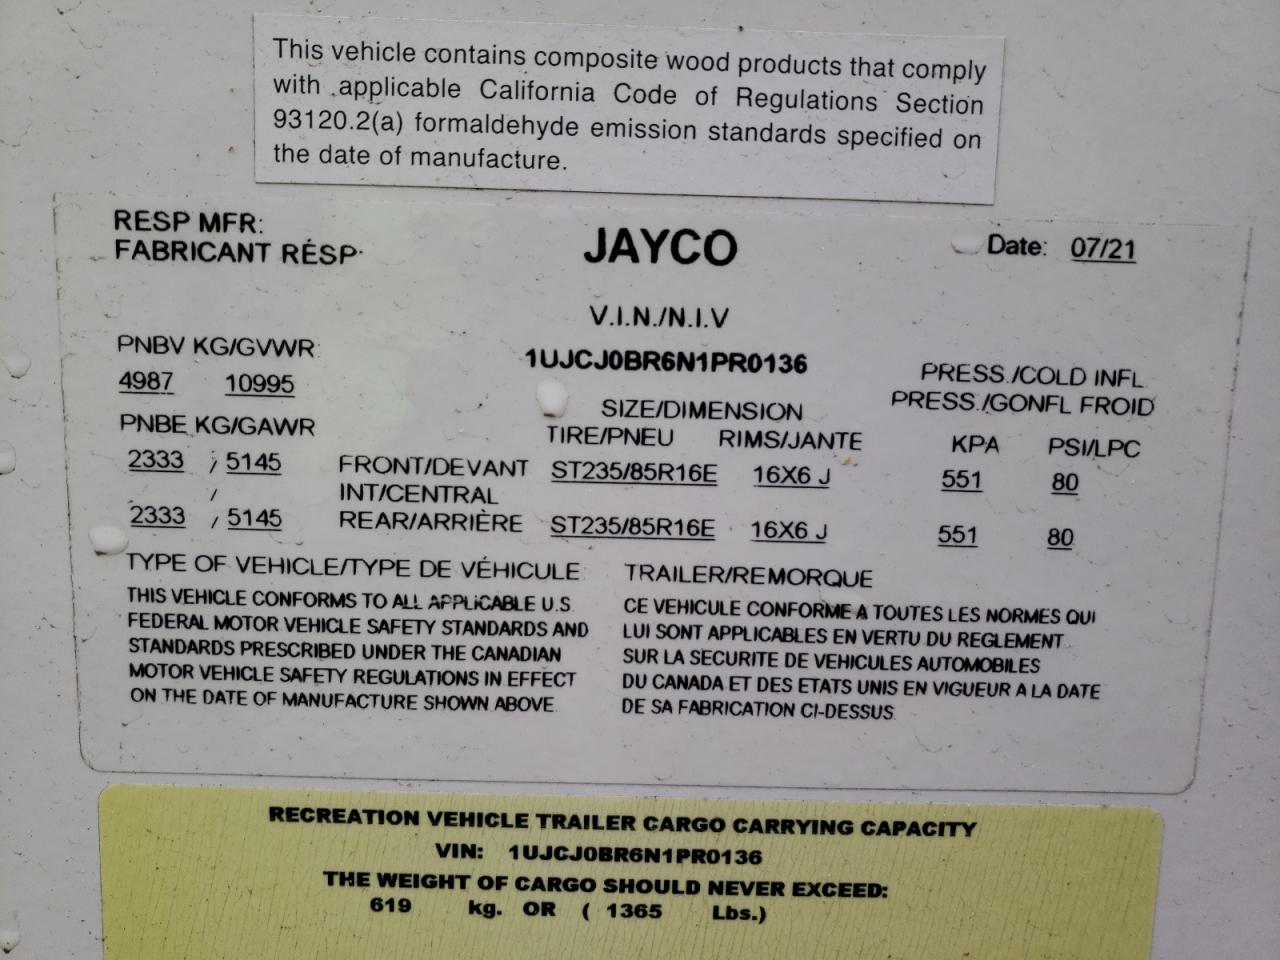 This vehicle contains composite wood products that comply
with applicable California Code of Regulations Section
93120.2(a) formaldehyde emission standards specified on
the date of manufacture.
RESP MFR:
FABRICANT RÉSP
JAYCO
Date: 07/21
V.I.N./N.I.V
1UJCJ0BR6N1PR0136
PNBV KG/GVWR
4987 10995
PRESS./COLD INFL
PRESS./GONFL FROID
SIZE/DIMENSION
PNBE KG/GAWR TIRE/PNEU RIMS/JANTE KPA PSI/LPC
2333 / 5145 FRONT/DEVANT ST235/85R16E 16X6 J 551 80
/ INT/CENTRAL
2333 / 5145 REAR/ARRIÈRE ST235/85R16E 16X6 J 551 80
TYPE OF VEHICLE/TYPE DE VÉHICULE: TRAILER/REMORQUE
THIS VEHICLE CONFORMS TO ALL APPLICABLE U.S.
FEDERAL MOTOR VEHICLE SAFETY STANDARDS AND
STANDARDS PRESCRIBED UNDER THE CANADIAN
MOTOR VEHICLE SAFETY REGULATIONS IN EFFECT
ON THE DATE OF MANUFACTURE SHOWN ABOVE.
CE VEHICULE CONFORME A TOUTES LES NORMES QUI
LUI SONT APPLICABLES EN VERTU DU REGLEMENT
SUR LA SECURITE DE VEHICULES AUTOMOBILES
DU CANADA ET DES ETATS UNIS EN VIGUEUR A LA DATE
DE SA FABRICATION CI-DESSUS.
RECREATION VEHICLE TRAILER CARGO CARRYING CAPACITY
VIN: 1UJCJ0BR6N1PR0136
THE WEIGHT OF CARGO SHOULD NEVER EXCEED:
619 kg. OR ( 1365 Lbs.)